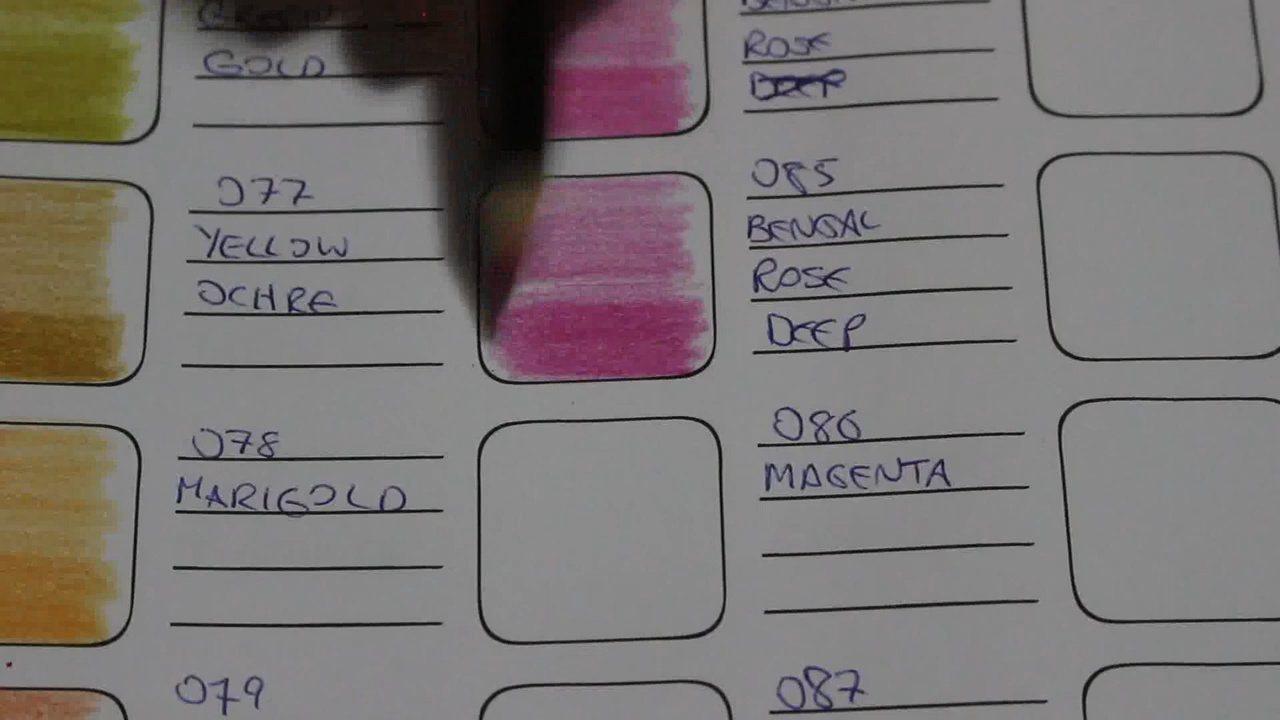 GOLD
077
YELLOW
OCHRE
078
MARIGOLD
079
ROSE
DEEP
085
BENGAL
ROSE
DEEP
086
MAGENTA
087